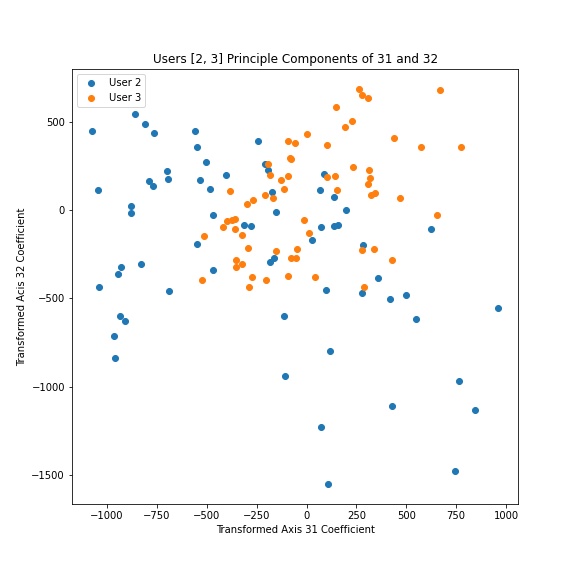 Users [2, 3] Principle Components of 31 and 32
User 2
User 3
Transformed Acis 32 Coefficient
500
0
−500
−1000
−1500
−1000 −750 −500 −250 0 250 500 750 1000
Transformed Axis 31 Coefficient